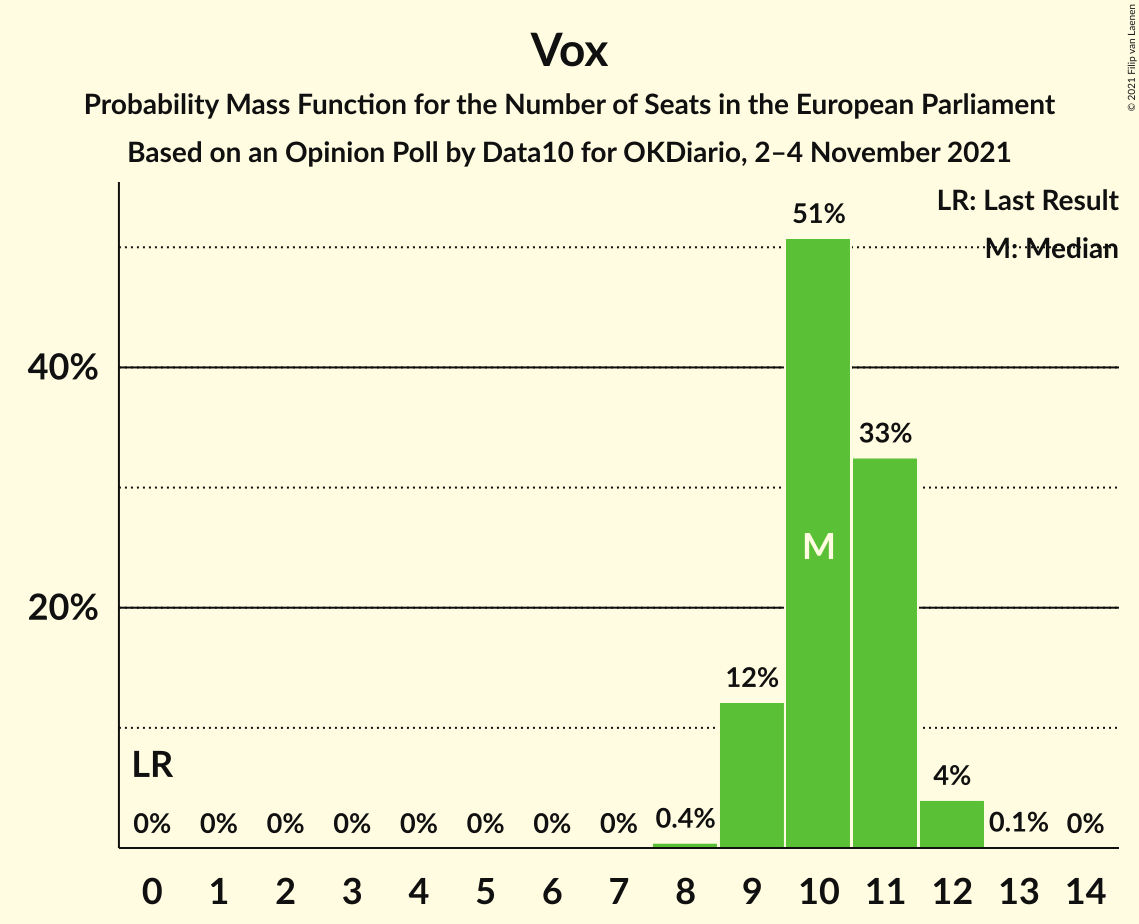 Vox
Probability Mass Function for the Number of Seats in the European Parliament
Based on an Opinion Poll by Data10 for OKDiario, 2–4 November 2021
© 2021 Filip van Laenen
LR: Last Result
M: Median
51%
40%
33%
M
20%
12%
LR
4%
0% 0% 0% 0% 0% 0% 0% 0% 0.4% 0.1% 0%
0 1 2 3 4 5 6 7 8 9 10 11 12 13 14